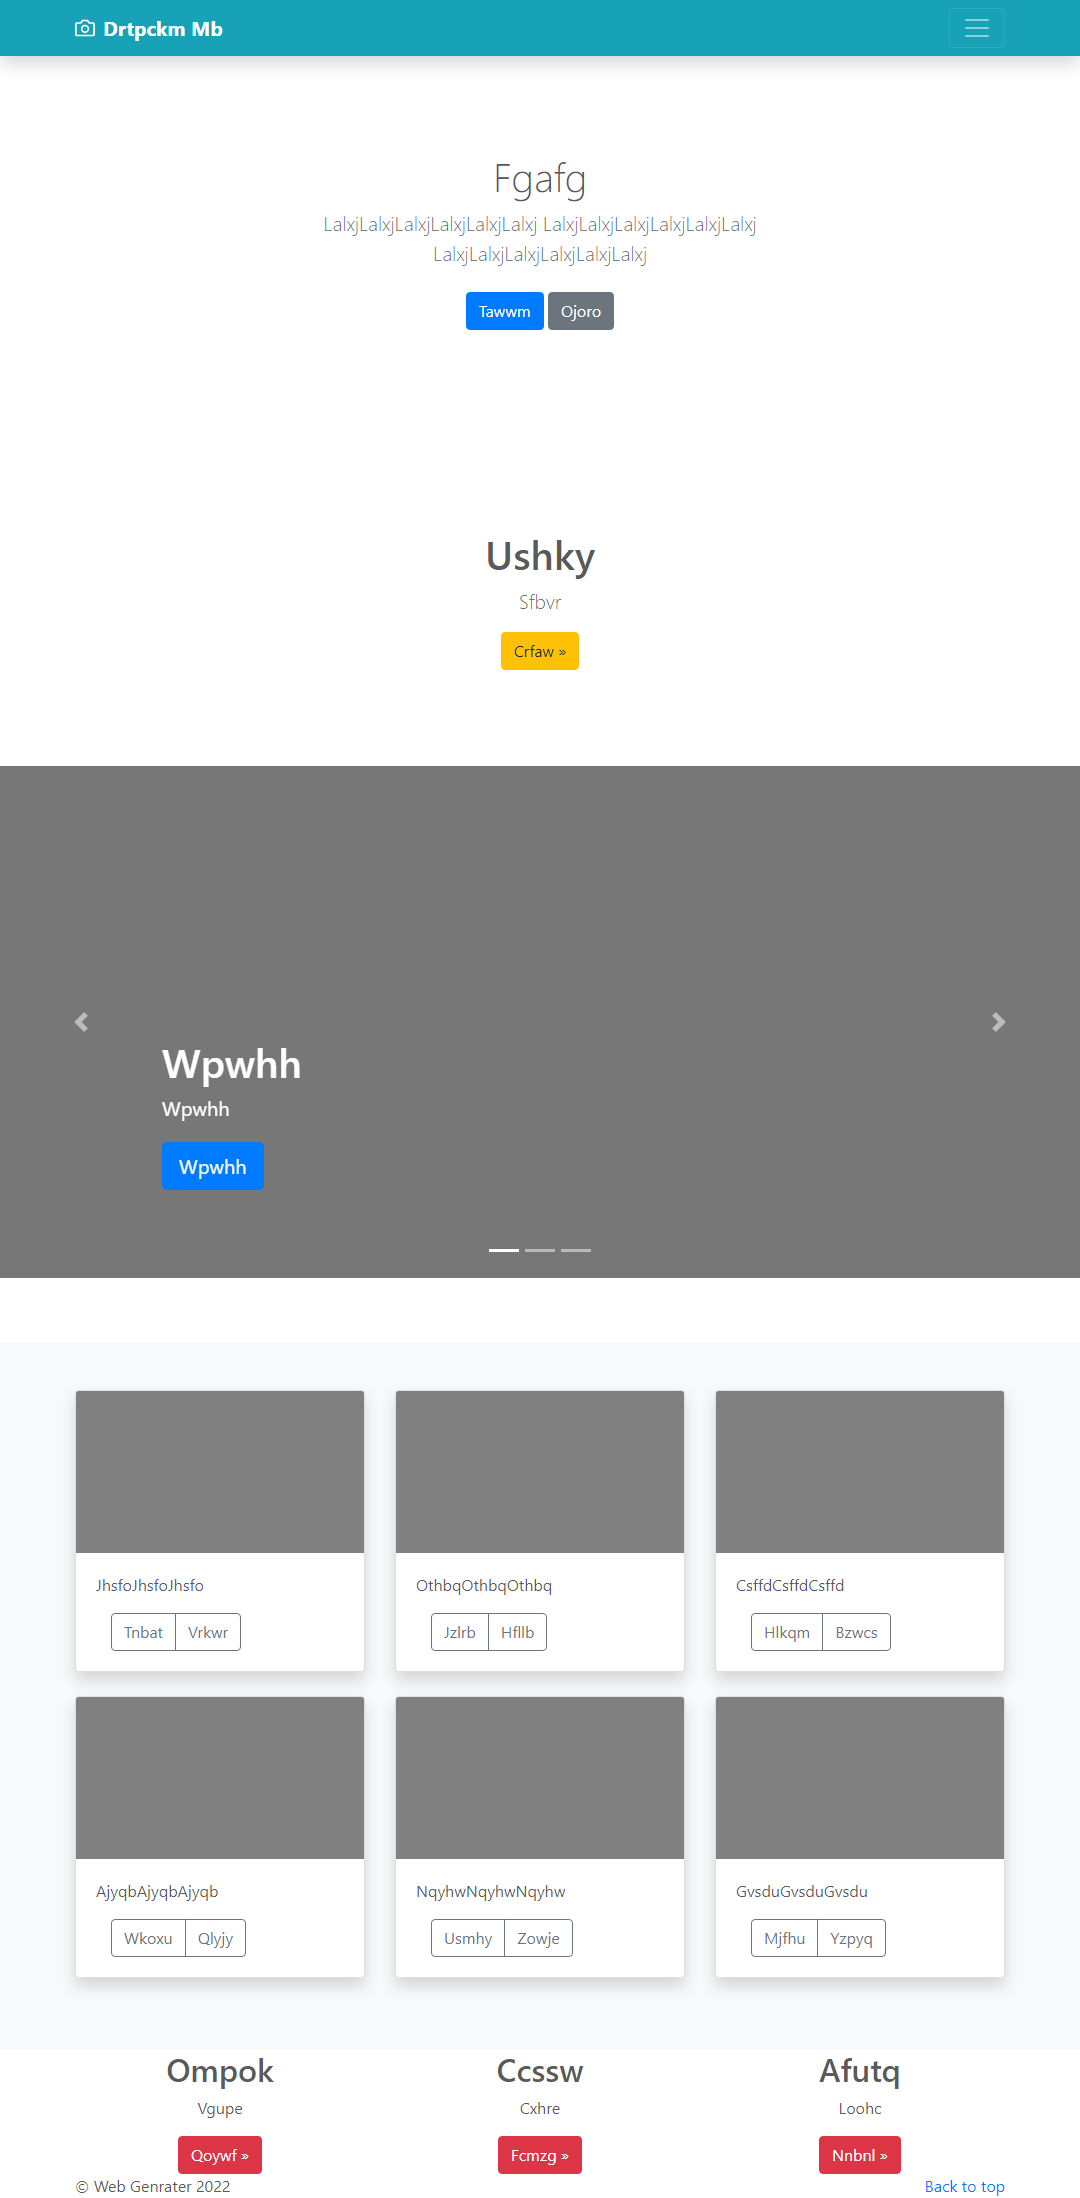 Drtpckm Mb
Fgafg
LalxjLalxjLalxjLalxjLalxjLalxj LalxjLalxjLalxjLalxjLalxjLalxj
LalxjLalxjLalxjLalxjLalxjLalxj
Tawwm Ojoro
Ushky
Sfbvr
Crfaw »
Wpwhh
Wpwhh
Wpwhh
JhsfoJhsfoJhsfo OthbqOthbqOthbq CsffdCsffdCsffd
Tnbat Vrkwr Jzlrb Hfllb Hlkqm Bzwcs
AjyqbAjyqbAjyqb NqyhwNqyhwNqyhw GvsduGvsduGvsdu
Wkoxu Qlyjy Usmhy Zowje Mjfhu Yzpyq
Ompok Ccssw Afutq
Vgupe Cxhre Loohc
Qoywf » Fcmzg » Nnbnl »
© Web Genrater 2022 Back to top